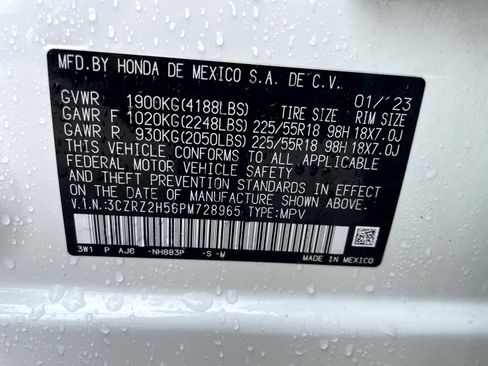 MFD. BY HONDA DE MEXICO S.A. DE C.V.
GVWR 1900KG(4188LBS) TIRE SIZE 01/'23 RIM SIZE
GAWR F 1020KG(2248LBS) 225/55R18 98H 18X7.0J
GAWR R 930KG(2050LBS) 225/55R18 98H 18X7.0J
THIS VEHICLE CONFORMS TO ALL APPLICABLE
FEDERAL MOTOR VEHICLE SAFETY
AND THEFT PREVENTION STANDARDS IN EFFECT
ON THE DATE OF MANUFACTURE SHOWN ABOVE.
V.I.N.:3CZRZ2H56PM728965 TYPE:MPV
3W1 P AJ6 -NH883P -S -M MADE IN MEXICO